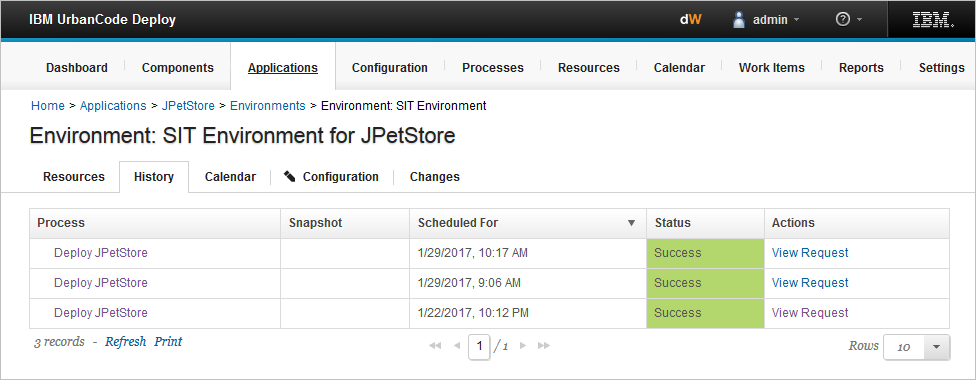 IBM UrbanCode Deploy dW admin ? IBM.
Dashboard Components Applications Configuration Processes Resources Calendar Work Items Reports Settings
Home > Applications > JPetStore > Environments > Environment: SIT Environment
Environment: SIT Environment for JPetStore
Resources History Calendar Configuration Changes
Process Snapshot Scheduled For Status Actions
Deploy JPetStore 1/29/2017, 10:17 AM Success View Request
Deploy JPetStore 1/29/2017, 9:06 AM Success View Request
Deploy JPetStore 1/22/2017, 10:12 PM Success View Request
3 records - Refresh Print 1 / 1 Rows 10